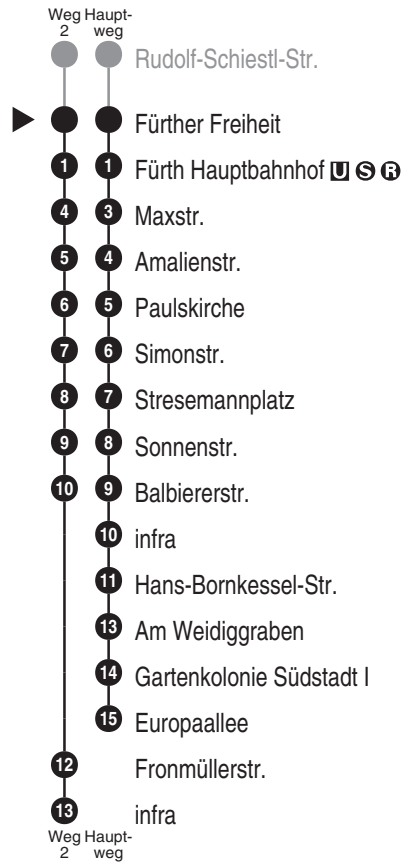 Weg Haupt-
2 weg
Rudolf-Schiestl-Str.
Fürther Freiheit
1 1 Fürth Hauptbahnhof U S R
4 3 Maxstr.
5 4 Amalienstr.
6 5 Paulskirche
7 6 Simonstr.
8 7 Stresemannplatz
9 8 Sonnenstr.
10 9 Balbiererstr.
10 infra
11 Hans-Bornkessel-Str.
13 Am Weidiggraben
14 Gartenkolonie Südstadt I
15 Europaallee
12 Fronmüllerstr.
13 infra
Weg Haupt-
2 weg